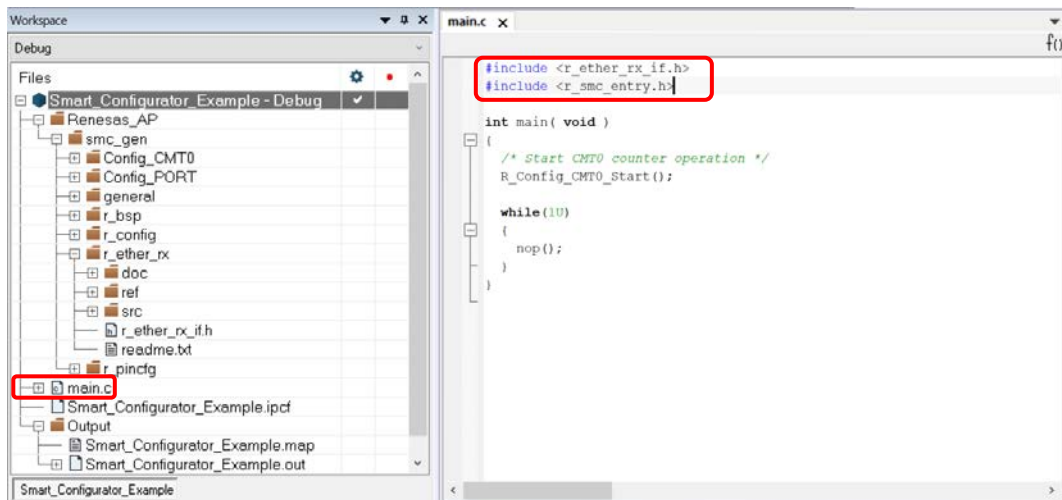 Workspace
Debug
Files
Smart_Configurator_Example - Debug
Renesas_AP
smc_gen
Config_CMT0
Config_PORT
general
r_bsp
r_config
r_ether_rx
doc
ref
src
r_ether_rx_if.h
readme.txt
r_pincfg
main.c
Smart_Configurator_Example.ipcf
Output
Smart_Configurator_Example.map
Smart_Configurator_Example.out
Smart_Configurator_Example
main.c
f()
#include <r_ether_rx_if.h>
#include <r_smc_entry.h>
int main( void )
{
/* Start CMT0 counter operation */
R_Config_CMT0_Start();
while(1U)
{
nop();
}
}